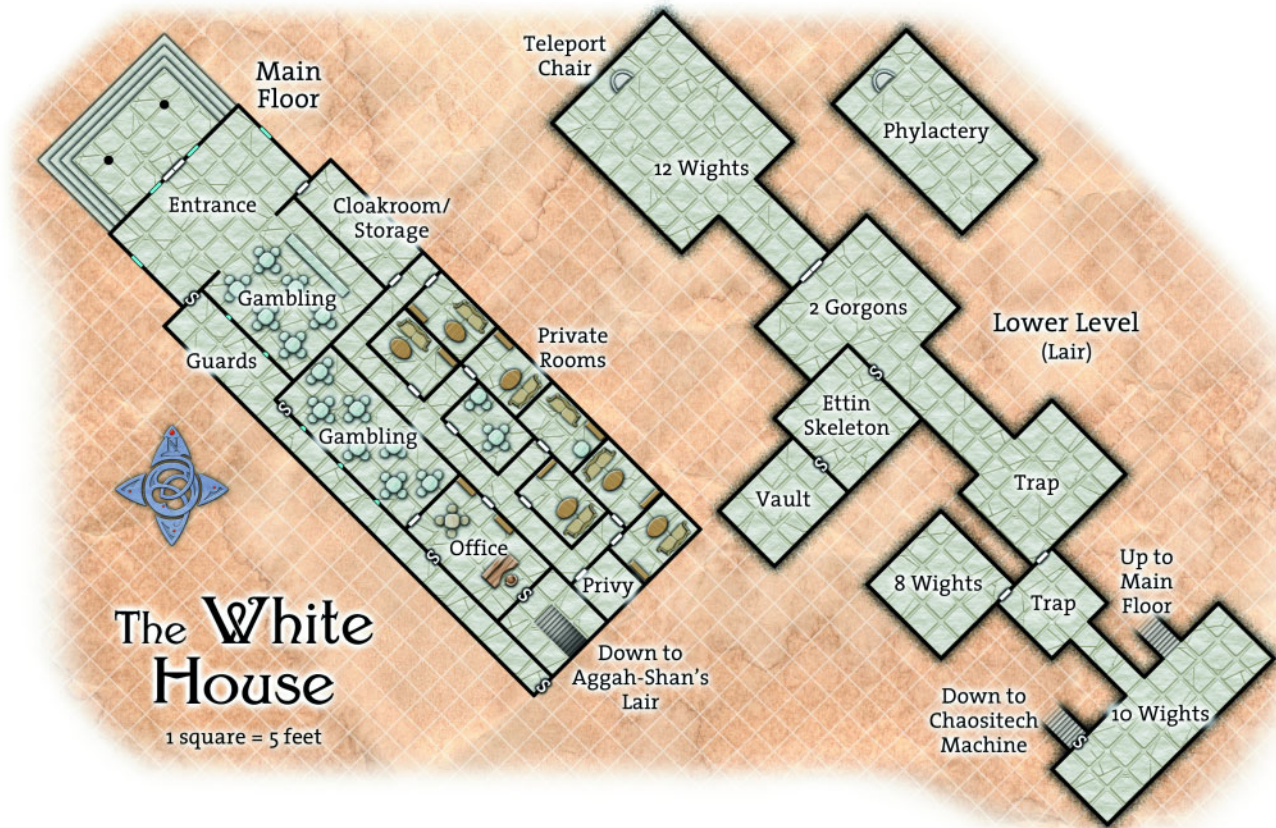 Main
Floor
Entrance
Cloakroom/
Storage
Gambling
Guards
Private
Rooms
Gambling
Office
Privy
Down to
Aggah-Shan's
Lair
S
S
S
S
S
N
The White
House
1 square = 5 feet
Teleport
Chair
12 Wights
Phylactery
2 Gorgons
Lower Level
(Lair)
S
Ettin
Skeleton
S
Vault
Trap
8 Wights
Trap
Up to
Main
Floor
Down to
Chaositech
Machine
S
10 Wights